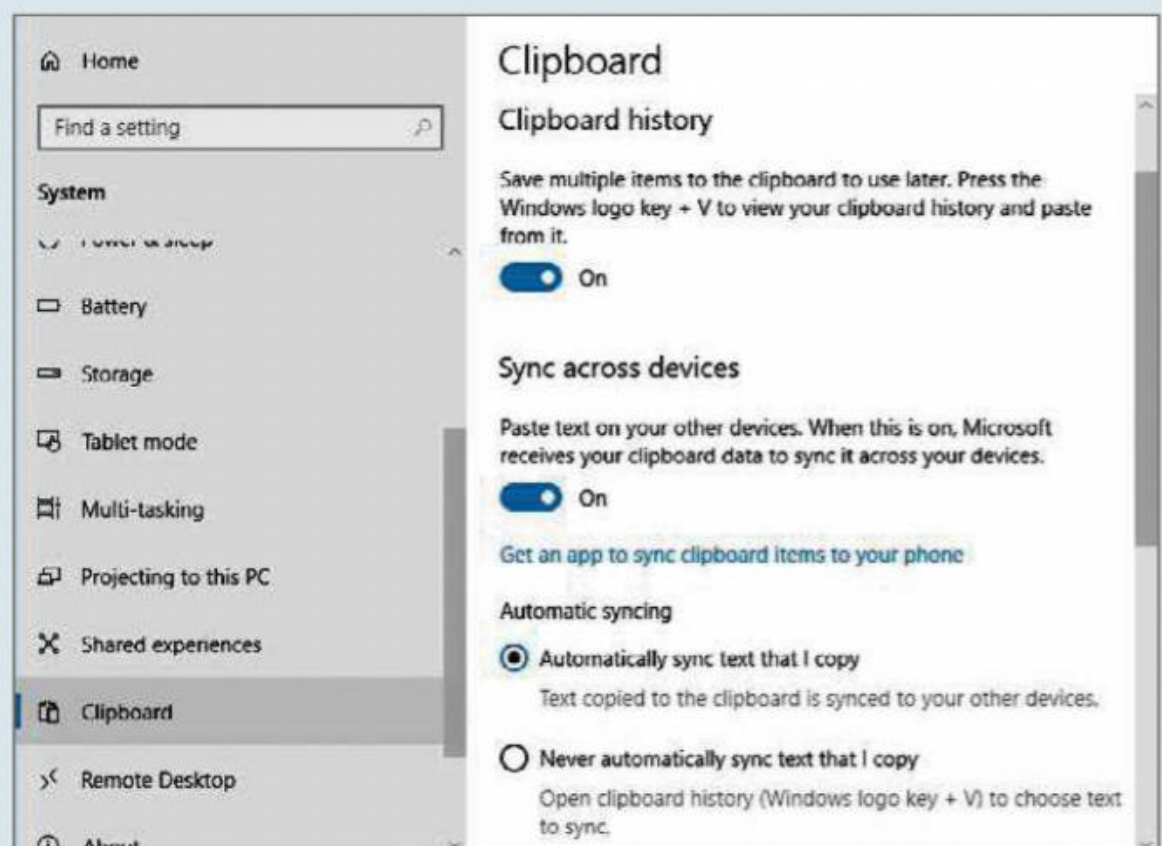 Home
Find a setting
System
Power & sleep
Battery
Storage
Tablet mode
Multi-tasking
Projecting to this PC
Shared experiences
Clipboard
Remote Desktop
About
Clipboard
Clipboard history
Save multiple items to the clipboard to use later. Press the
Windows logo key + V to view your clipboard history and paste
from it.
On
Sync across devices
Paste text on your other devices. When this is on, Microsoft
receives your clipboard data to sync it across your devices.
On
Get an app to sync clipboard items to your phone
Automatic syncing
Automatically sync text that I copy
Text copied to the clipboard is synced to your other devices.
Never automatically sync text that I copy
Open clipboard history (Windows logo key + V) to choose text
to sync.